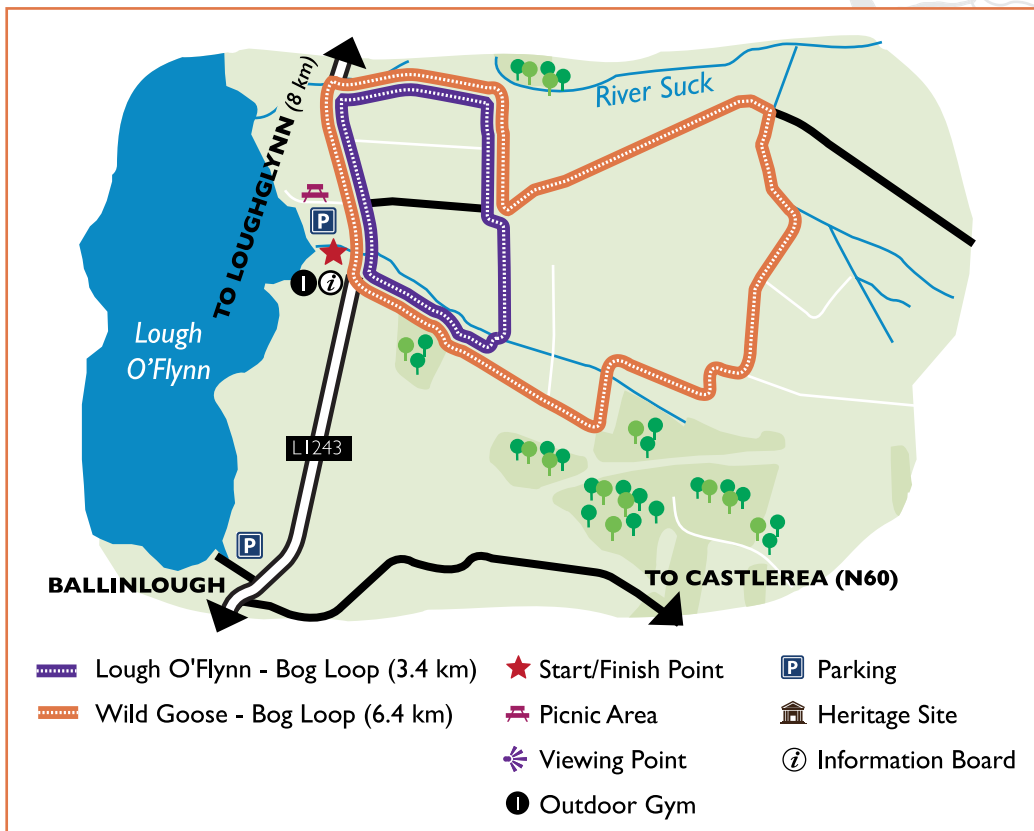 TO LOUGHGLYNN (8 km)
River Suck
P
i
Lough
O'Flynn
L1243
P
BALLINLOUGH
TO CASTLEREA (N60)
Lough O'Flynn - Bog Loop (3.4 km)
Wild Goose - Bog Loop (6.4 km)
Start/Finish Point
Picnic Area
Viewing Point
Outdoor Gym
P Parking
Heritage Site
i Information Board